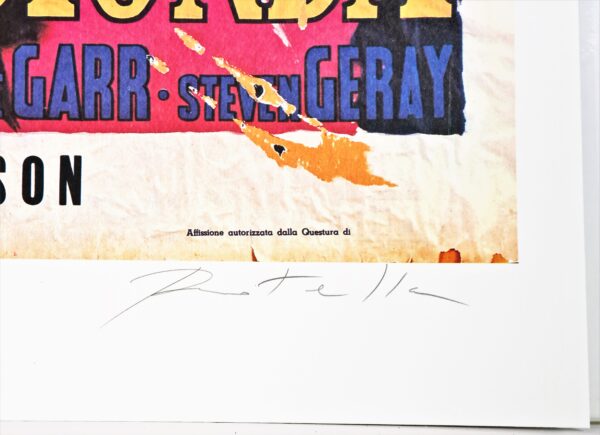 GARR · STEVEN GERAY
SON
Affissione autorizzata dalla Questura di
Rotella